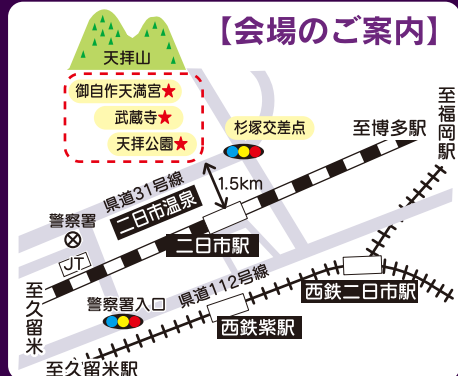 【会場のご案内】
天拝山
御自作天満宮★
武蔵寺★
天拝公園★
杉塚交差点
至博多駅
至福岡駅
県道31号線
1.5km
二日市温泉
警察署
二日市駅
JT
県道112号線
西鉄二日市駅
至久留米
警察署入口
西鉄紫駅
至久留米駅